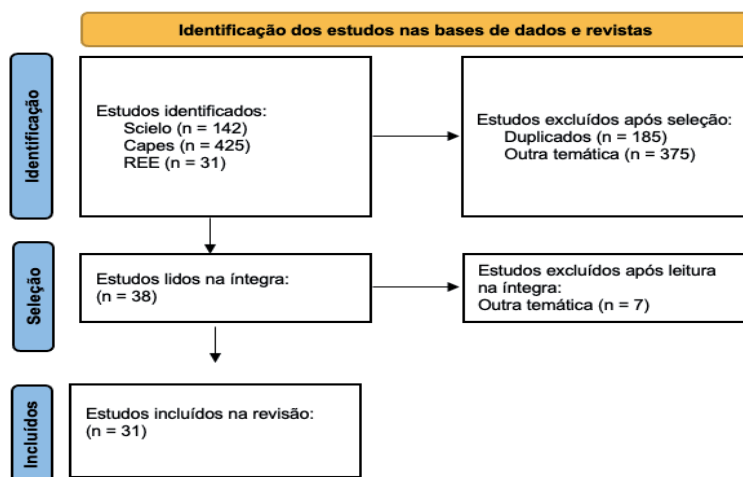 Identificação dos estudos nas bases de dados e revistas
Identificação
Estudos identificados:
Scielo (n = 142)
Capes (n = 425)
REE (n = 31)
Estudos excluídos após seleção:
Duplicados (n = 185)
Outra temática (n = 375)
Seleção
Estudos lidos na íntegra:
(n = 38)
Estudos excluídos após leitura
na íntegra:
Outra temática (n = 7)
Incluídos
Estudos incluídos na revisão:
(n = 31)